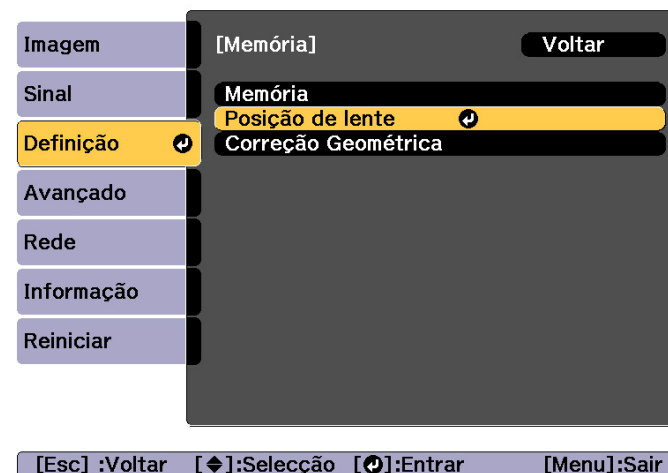 Imagem
Sinal
Definição
Avançado
Rede
Informação
Reiniciar
[Memória] Voltar
Memória
Posição de lente
Correção Geométrica
[Esc] :Voltar [◆]:Selecção [↵]:Entrar [Menu]:Sair